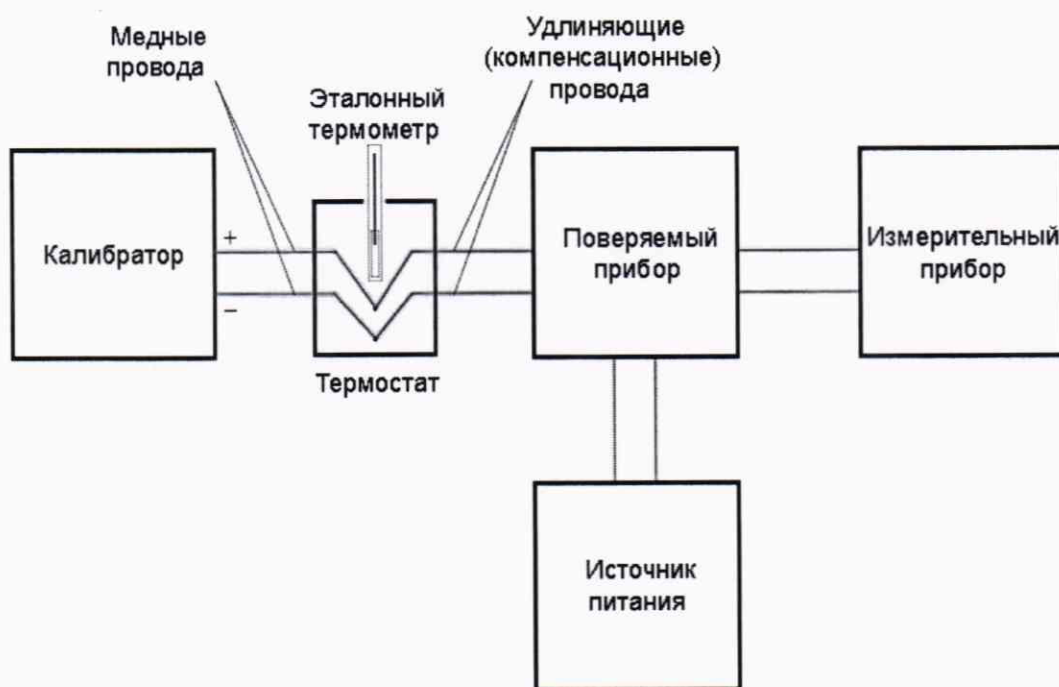 Медные
провода
Удлиняющие
(компенсационные)
провода
Эталонный
термометр
Калибратор
+
−
Поверяемый
прибор
Измерительный
прибор
Термостат
Источник
питания